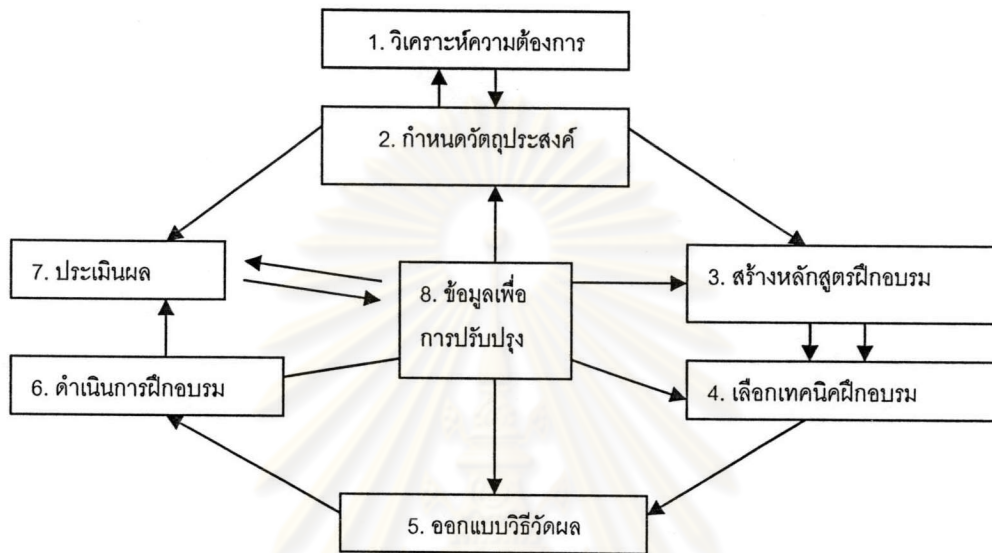 1. วิเคราะห์ความต้องการ
2. กำหนดวัตถุประสงค์
3. สร้างหลักสูตรฝึกอบรม
4. เลือกเทคนิคฝึกอบรม
5. ออกแบบวิธีวัดผล
6. ดำเนินการฝึกอบรม
7. ประเมินผล
8. ข้อมูลเพื่อ
การปรับปรุง